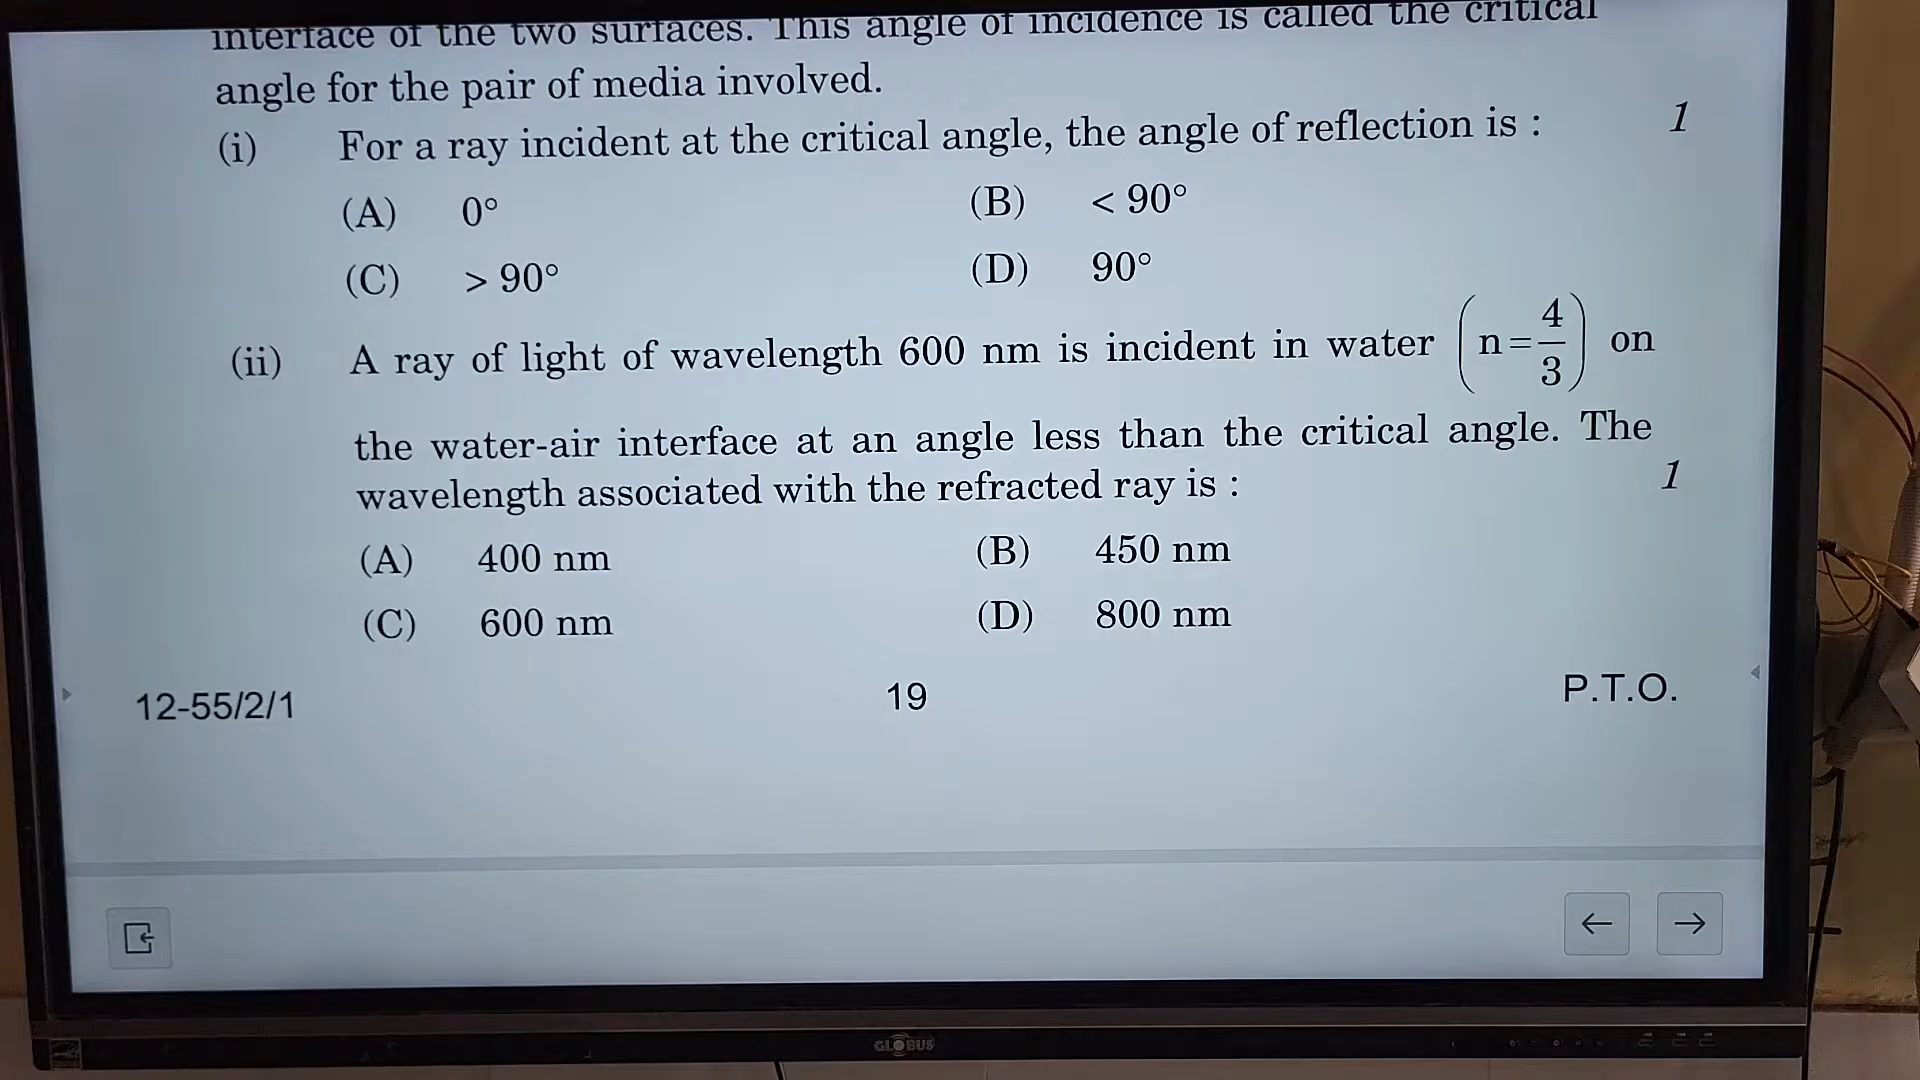 interface of the two surfaces. This angle of incidence is called the critical
angle for the pair of media involved.
(i) For a ray incident at the critical angle, the angle of reflection is : 1
(A) 0° (B) < 90°
(C) > 90° (D) 90°
(ii) A ray of light of wavelength 600 nm is incident in water (n=4/3) on
the water-air interface at an angle less than the critical angle. The
wavelength associated with the refracted ray is : 1
(A) 400 nm (B) 450 nm
(C) 600 nm (D) 800 nm
12-55/2/1 19 P.T.O.
GLOBUS